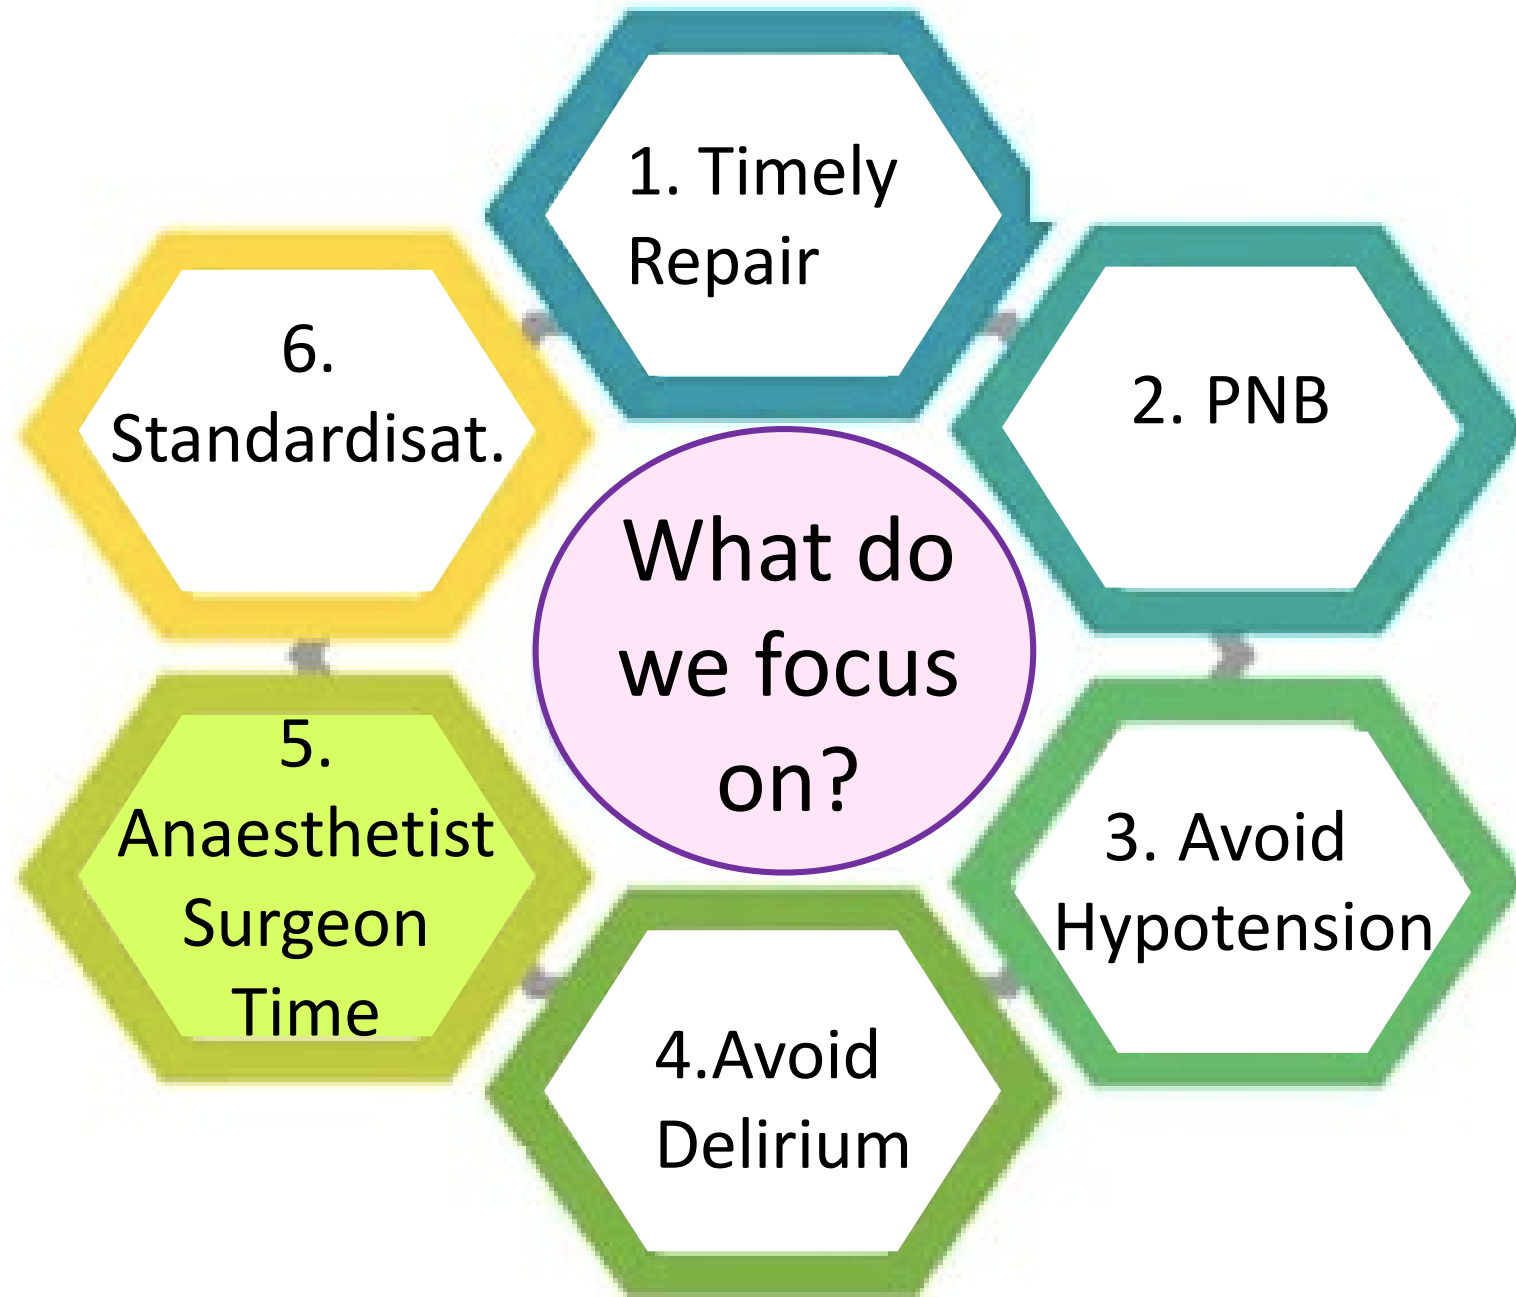 1. Timely
Repair
2. PNB
3. Avoid
Hypotension
4.Avoid
Delirium
5.
Anaesthetist
Surgeon
Time
6.
Standardisat.
What do
we focus
on?